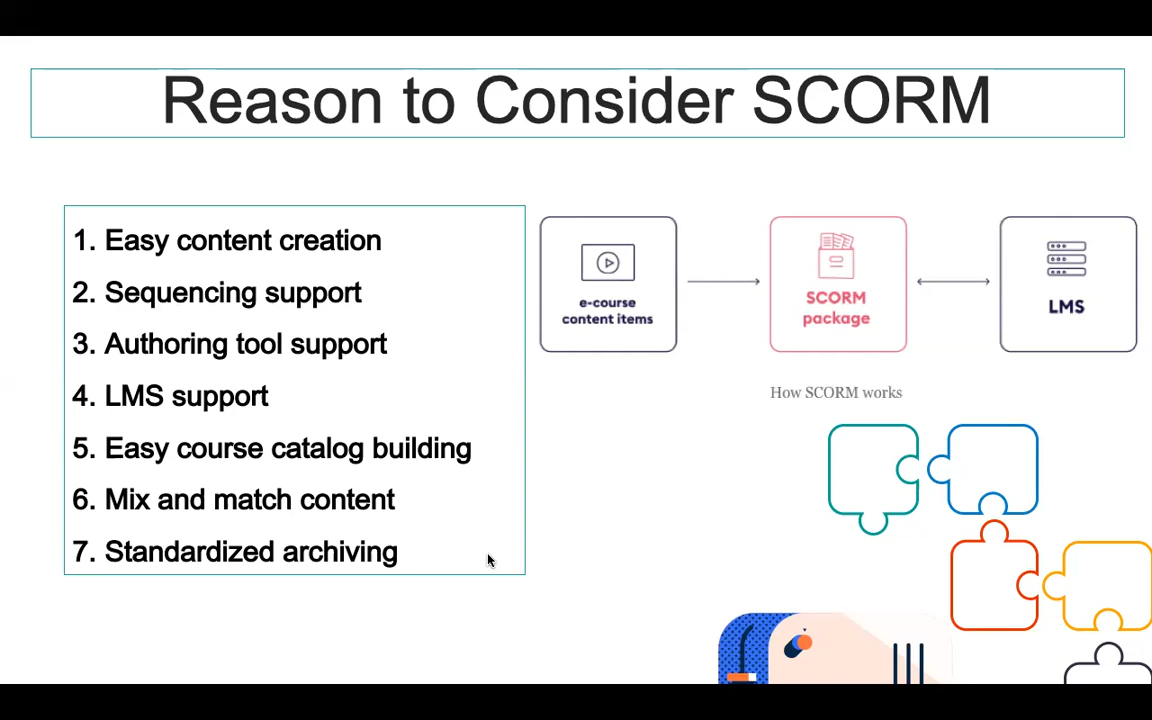 Reason to Consider SCORM
1. Easy content creation
2. Sequencing support
3. Authoring tool support
4. LMS support
5. Easy course catalog building
6. Mix and match content
7. Standardized archiving
e-course
content items
SCORM
package
LMS
How SCORM works